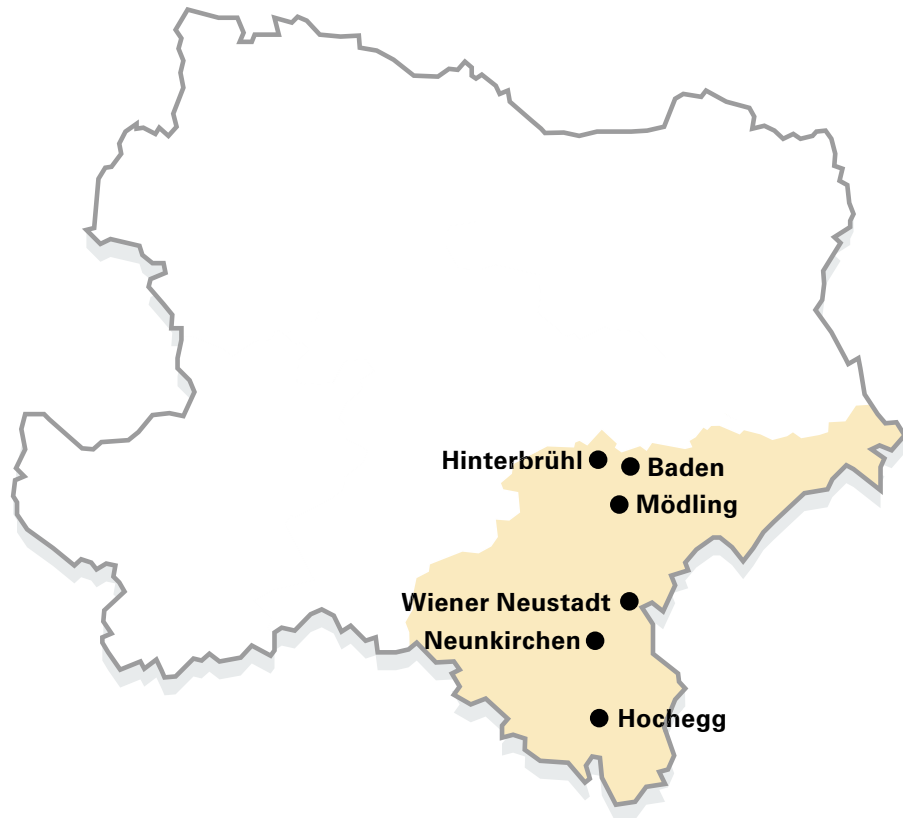 Hinterbrühl
Baden
Mödling
Wiener Neustadt
Neunkirchen
Hochegg